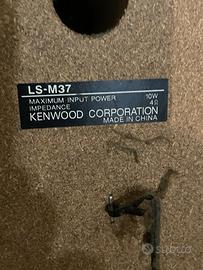 LS-M37
MAXIMUM INPUT POWER 10W
IMPEDANCE 4Ω
KENWOOD CORPORATION
MADE IN CHINA
subito